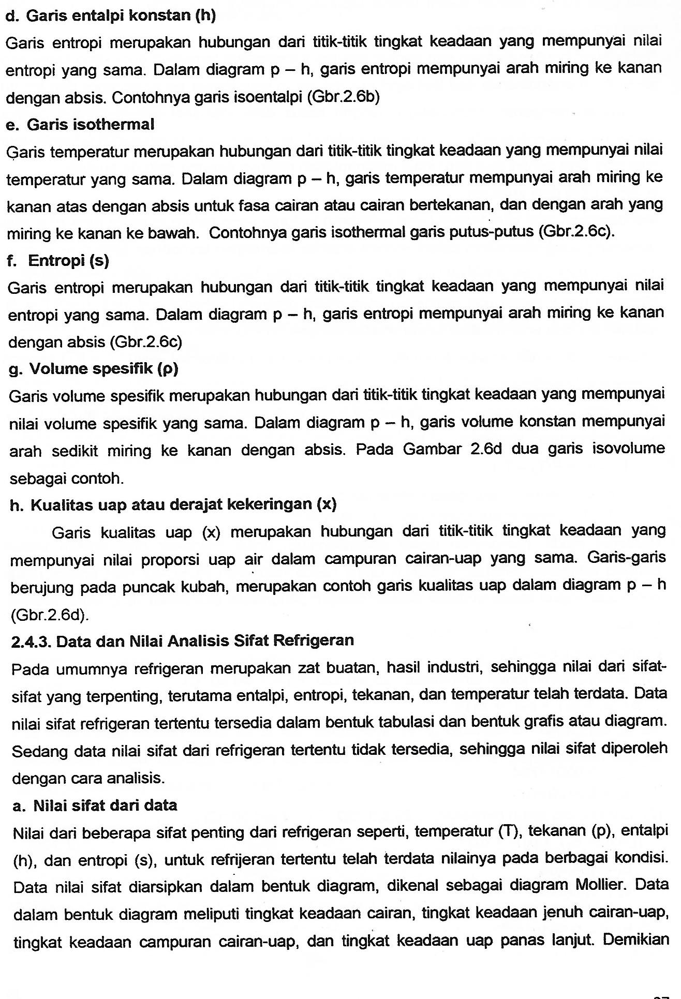 d. Garis entalpi konstan (h)
Garis entropi merupakan hubungan dari titik-titik tingkat keadaan yang mempunyai nilai
entropi yang sama. Dalam diagram p – h, garis entropi mempunyai arah miring ke kanan
dengan absis. Contohnya garis isoentalpi (Gbr.2.6b)
e. Garis isothermal
Garis temperatur merupakan hubungan dari titik-titik tingkat keadaan yang mempunyai nilai
temperatur yang sama. Dalam diagram p – h, garis temperatur mempunyai arah miring ke
kanan atas dengan absis untuk fasa cairan atau cairan bertekanan, dan dengan arah yang
miring ke kanan ke bawah. Contohnya garis isothermal garis putus-putus (Gbr.2.6c).
f. Entropi (s)
Garis entropi merupakan hubungan dari titik-titik tingkat keadaan yang mempunyai nilai
entropi yang sama. Dalam diagram p – h, garis entropi mempunyai arah miring ke kanan
dengan absis (Gbr.2.6c)
g. Volume spesifik (ρ)
Garis volume spesifik merupakan hubungan dari titik-titik tingkat keadaan yang mempunyai
nilai volume spesifik yang sama. Dalam diagram p – h, garis volume konstan mempunyai
arah sedikit miring ke kanan dengan absis. Pada Gambar 2.6d dua garis isovolume
sebagai contoh.
h. Kualitas uap atau derajat kekeringan (x)
Garis kualitas uap (x) merupakan hubungan dari titik-titik tingkat keadaan yang
mempunyai nilai proporsi uap air dalam campuran cairan-uap yang sama. Garis-garis
berujung pada puncak kubah, merupakan contoh garis kualitas uap dalam diagram p – h
(Gbr.2.6d).
2.4.3. Data dan Nilai Analisis Sifat Refrigeran
Pada umumnya refrigeran merupakan zat buatan, hasil industri, sehingga nilai dari sifat-
sifat yang terpenting, terutama entalpi, entropi, tekanan, dan temperatur telah terdata. Data
nilai sifat refrigeran tertentu tersedia dalam bentuk tabulasi dan bentuk grafis atau diagram.
Sedang data nilai sifat dari refrigeran tertentu tidak tersedia, sehingga nilai sifat diperoleh
dengan cara analisis.
a. Nilai sifat dari data
Nilai dari beberapa sifat penting dari refrigeran seperti, temperatur (T), tekanan (p), entalpi
(h), dan entropi (s), untuk refrijeran tertentu telah terdata nilainya pada berbagai kondisi.
Data nilai sifat diarsipkan dalam bentuk diagram, dikenal sebagai diagram Mollier. Data
dalam bentuk diagram meliputi tingkat keadaan cairan, tingkat keadaan jenuh cairan-uap,
tingkat keadaan campuran cairan-uap, dan tingkat keadaan uap panas lanjut. Demikian